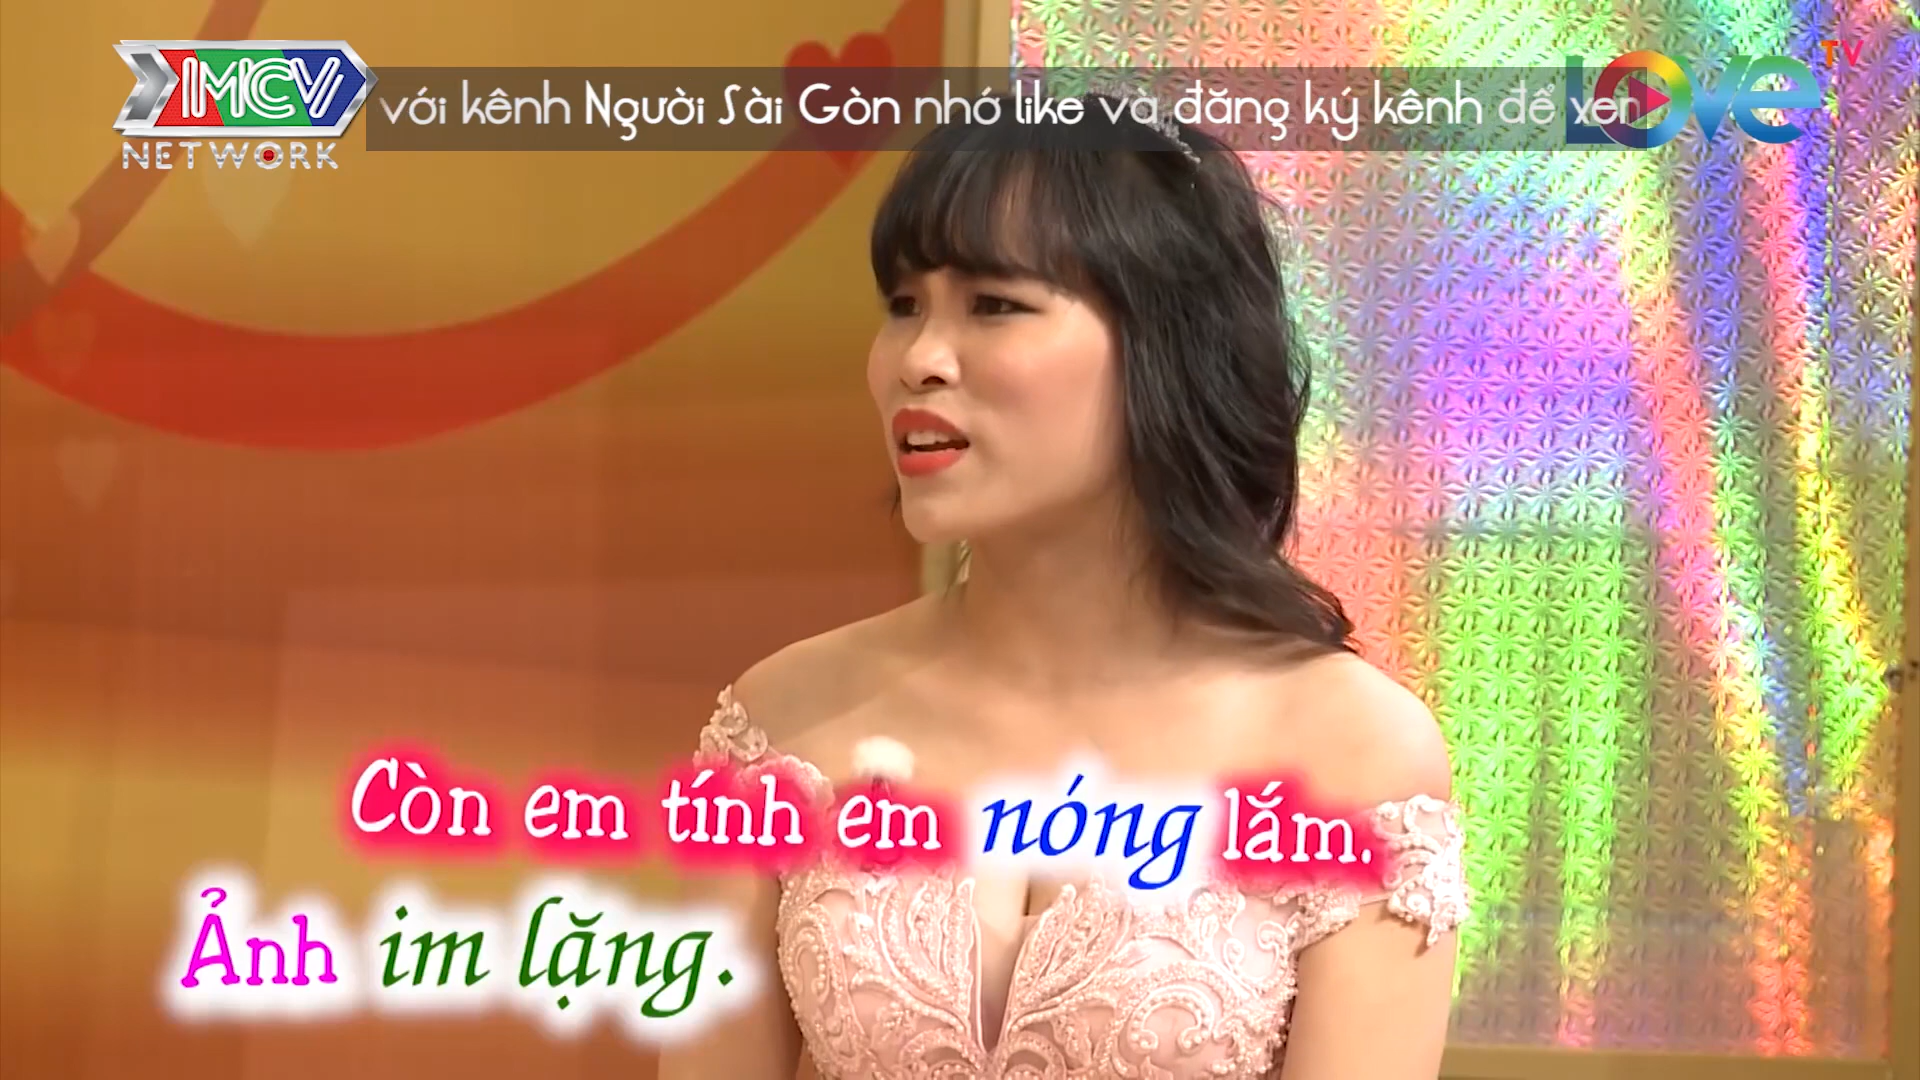 MCV
NETWORK
với kênh Người Sài Gòn nhớ like và đăng ký kênh để xem
LOVE TV
Còn em tính em nóng lắm.
Ảnh im lặng.